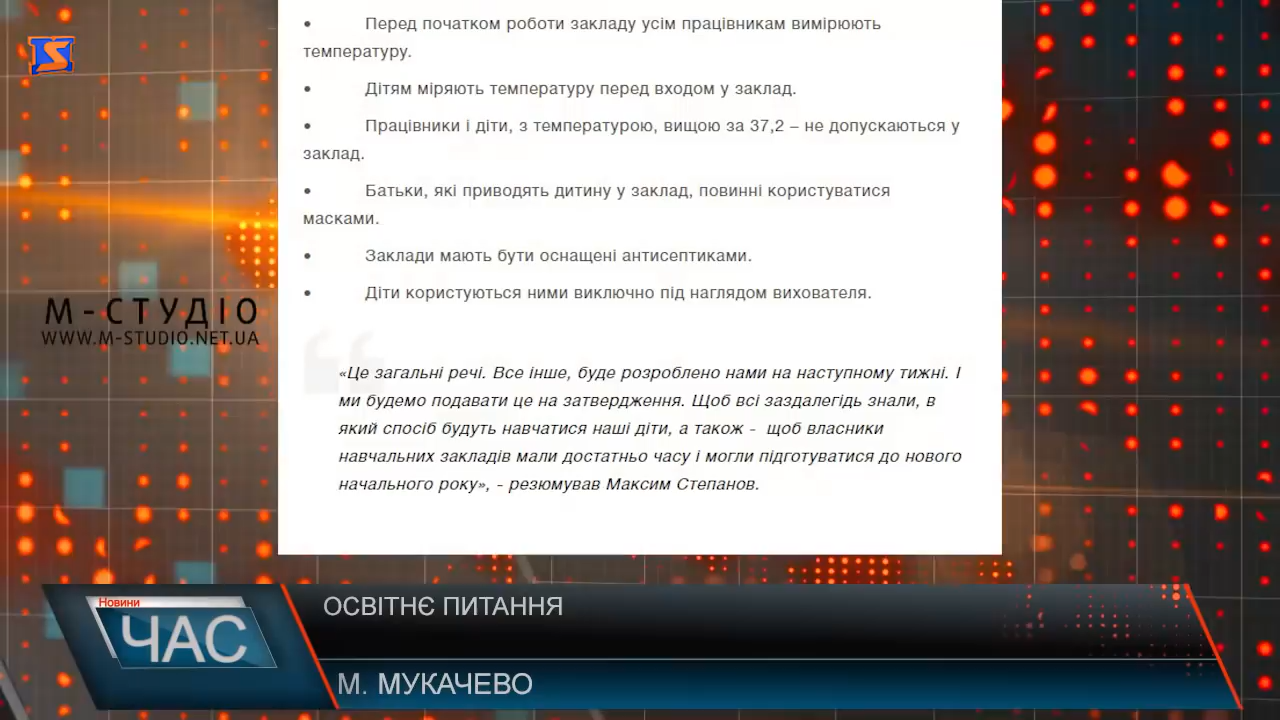 • Перед початком роботи закладу усім працівникам вимірюють
температуру.
• Дітям міряють температуру перед входом у заклад.
• Працівники і діти, з температурою, вищою за 37,2 – не допускаються у
заклад.
• Батьки, які приводять дитину у заклад, повинні користуватися
масками.
• Заклади мають бути оснащені антисептиками.
• Діти користуються ними виключно під наглядом вихователя.
М-СТУДІО
WWW.M-STUDIO.NET.UA
«Це загальні речі. Все інше, буде розроблено нами на наступному тижні. І
ми будемо подавати це на затвердження. Щоб всі заздалегідь знали, в
який спосіб будуть навчатися наші діти, а також - щоб власники
навчальних закладів мали достатньо часу і могли підготуватися до нового
начального року», - резюмував Максим Степанов.
Новини
ЧАС
ОСВІТНЄ ПИТАННЯ
М. МУКАЧЕВО